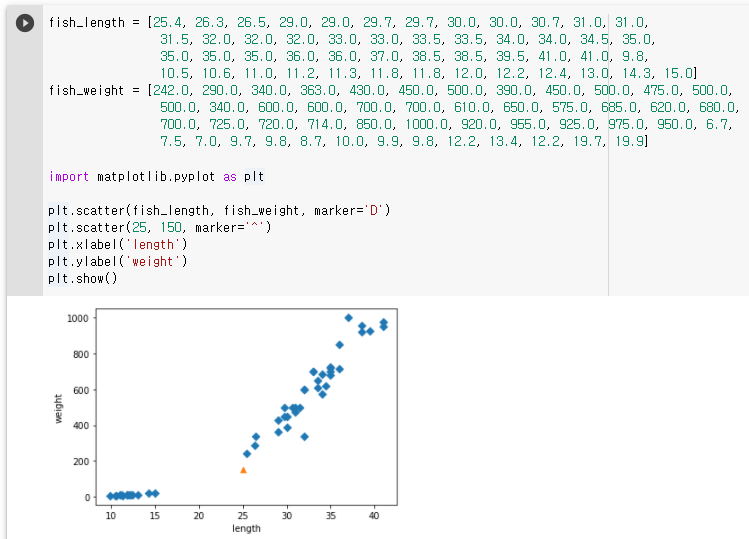 fish_length = [25.4, 26.3, 26.5, 29.0, 29.0, 29.7, 29.7, 30.0, 30.0, 30.7, 31.0, 31.0,
31.5, 32.0, 32.0, 32.0, 33.0, 33.0, 33.5, 33.5, 34.0, 34.0, 34.5, 35.0,
35.0, 35.0, 35.0, 36.0, 36.0, 37.0, 38.5, 38.5, 39.5, 41.0, 41.0, 9.8,
10.5, 10.6, 11.0, 11.2, 11.3, 11.8, 11.8, 12.0, 12.2, 12.4, 13.0, 14.3, 15.0]
fish_weight = [242.0, 290.0, 340.0, 363.0, 430.0, 450.0, 500.0, 390.0, 450.0, 500.0, 475.0, 500.0,
500.0, 340.0, 600.0, 600.0, 700.0, 700.0, 610.0, 650.0, 575.0, 685.0, 620.0, 680.0,
700.0, 725.0, 720.0, 714.0, 850.0, 1000.0, 920.0, 955.0, 925.0, 975.0, 950.0, 6.7,
7.5, 7.0, 9.7, 9.8, 8.7, 10.0, 9.9, 9.8, 12.2, 13.4, 12.2, 19.7, 19.9]
import matplotlib.pyplot as plt
plt.scatter(fish_length, fish_weight, marker='D')
plt.scatter(25, 150, marker='^')
plt.xlabel('length')
plt.ylabel('weight')
plt.show()
1000
800
600
400
200
0
weight
10 15 20 25 30 35 40
length